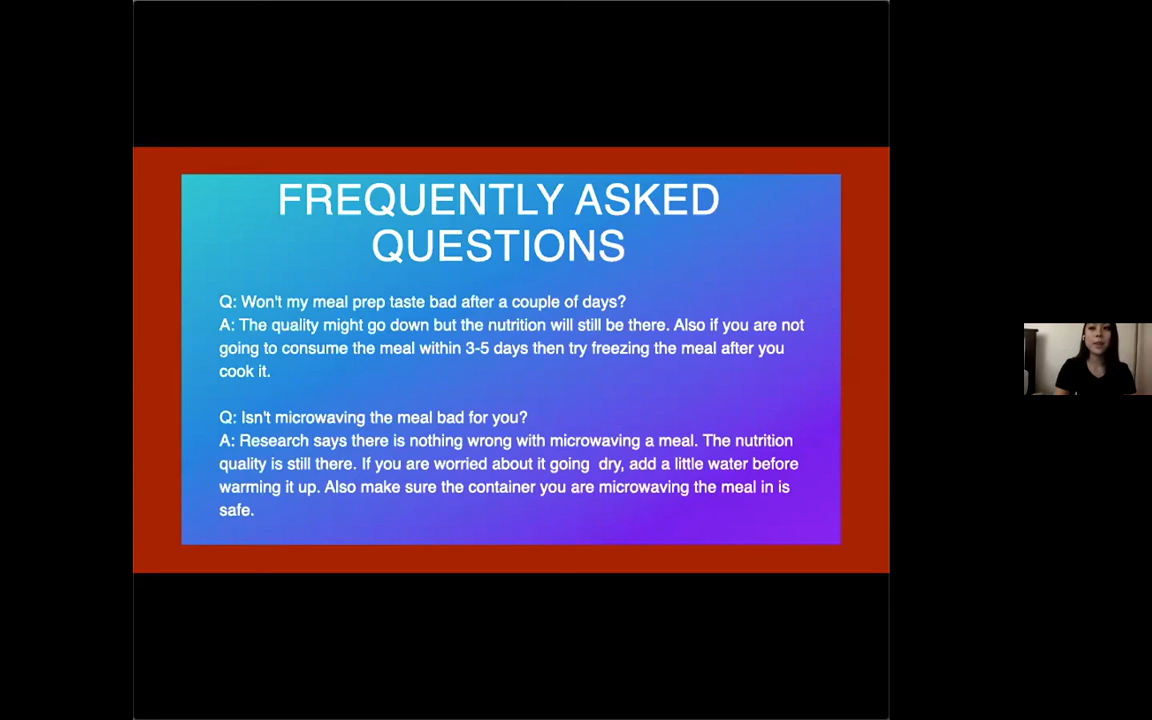 FREQUENTLY ASKED
QUESTIONS
Q: Won't my meal prep taste bad after a couple of days?
A: The quality might go down but the nutrition will still be there. Also if you are not
going to consume the meal within 3-5 days then try freezing the meal after you
cook it.
Q: Isn't microwaving the meal bad for you?
A: Research says there is nothing wrong with microwaving a meal. The nutrition
quality is still there. If you are worried about it going  dry, add a little water before
warming it up. Also make sure the container you are microwaving the meal in is
safe.